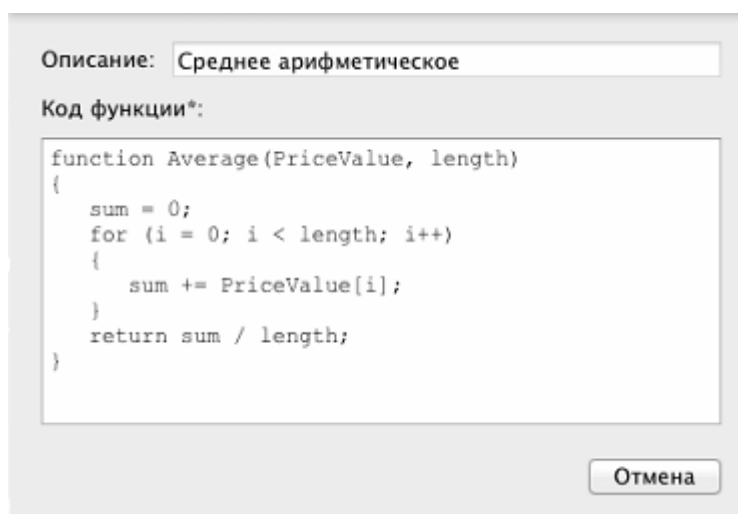 Описание: Среднее арифметическое
Код функции*:
function Average(PriceValue, length)
{
sum = 0;
for (i = 0; i < length; i++)
{
sum += PriceValue[i];
}
return sum / length;
}
Отмена